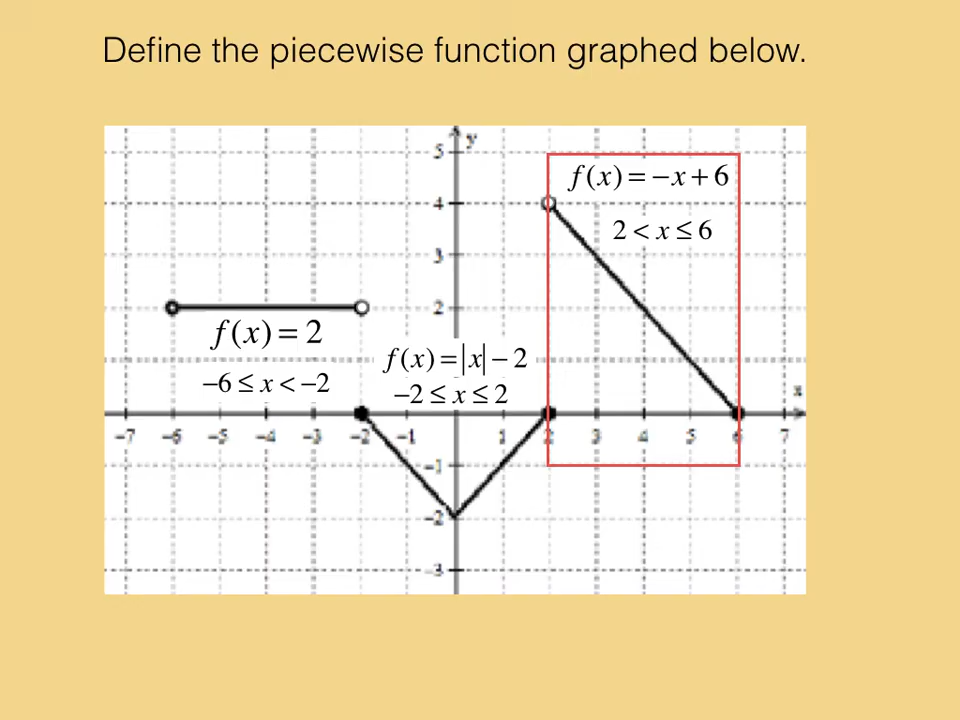 Define the piecewise function graphed below.
y
5
f(x) = −x + 6
4
2 < x ≤ 6
3
2
f(x) = 2
f(x) = |x| − 2
−6 ≤ x < −2
−2 ≤ x ≤ 2
x
−7 −6 −5 −4 −3 −2 −1 1 2 3 4 5 6 7
−1
−2
−3